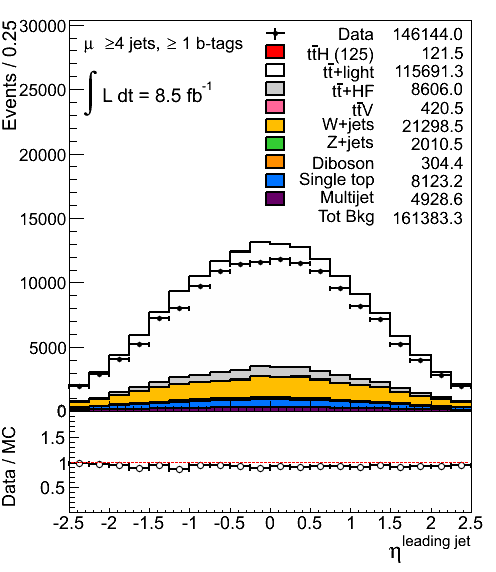 μ ≥4 jets, ≥ 1 b-tags
∫ L dt = 8.5 fb⁻¹
Data 146144.0
tt̄H (125) 121.5
tt̄+light 115691.3
tt̄+HF 8606.0
tt̄V 420.5
W+jets 21298.5
Z+jets 2010.5
Diboson 304.4
Single top 8123.2
Multijet 4928.6
Tot Bkg 161383.3
Events / 0.25
30000
25000
20000
15000
10000
5000
0
Data / MC
1.5
1
0.5
-2.5 -2 -1.5 -1 -0.5 0 0.5 1 1.5 2 2.5
η leading jet